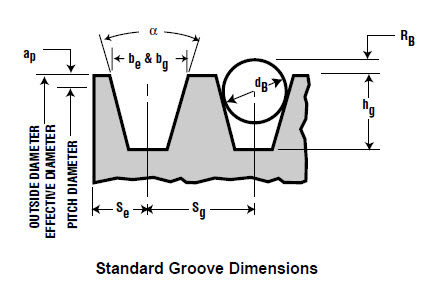 α
R_B
a_p
b_e & b_g
d_B
h_g
OUTSIDE DIAMETER
EFFECTIVE DIAMETER
PITCH DIAMETER
S_e
S_g
Standard Groove Dimensions